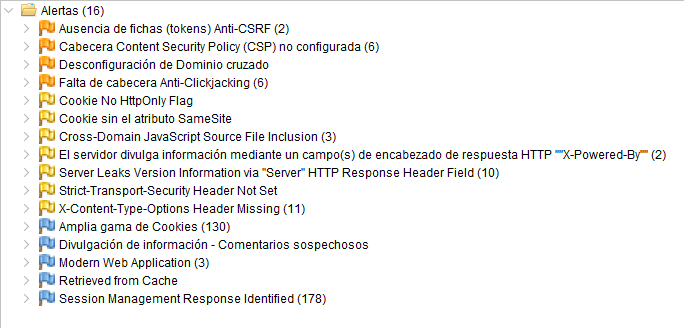 Alertas (16)
Ausencia de fichas (tokens) Anti-CSRF (2)
Cabecera Content Security Policy (CSP) no configurada (6)
Desconfiguración de Dominio cruzado
Falta de cabecera Anti-Clickjacking (6)
Cookie No HttpOnly Flag
Cookie sin el atributo SameSite
Cross-Domain JavaScript Source File Inclusion (3)
El servidor divulga información mediante un campo(s) de encabezado de respuesta HTTP ""X-Powered-By"" (2)
Server Leaks Version Information via "Server" HTTP Response Header Field (10)
Strict-Transport-Security Header Not Set
X-Content-Type-Options Header Missing (11)
Amplia gama de Cookies (130)
Divulgación de información - Comentarios sospechosos
Modern Web Application (3)
Retrieved from Cache
Session Management Response Identified (178)